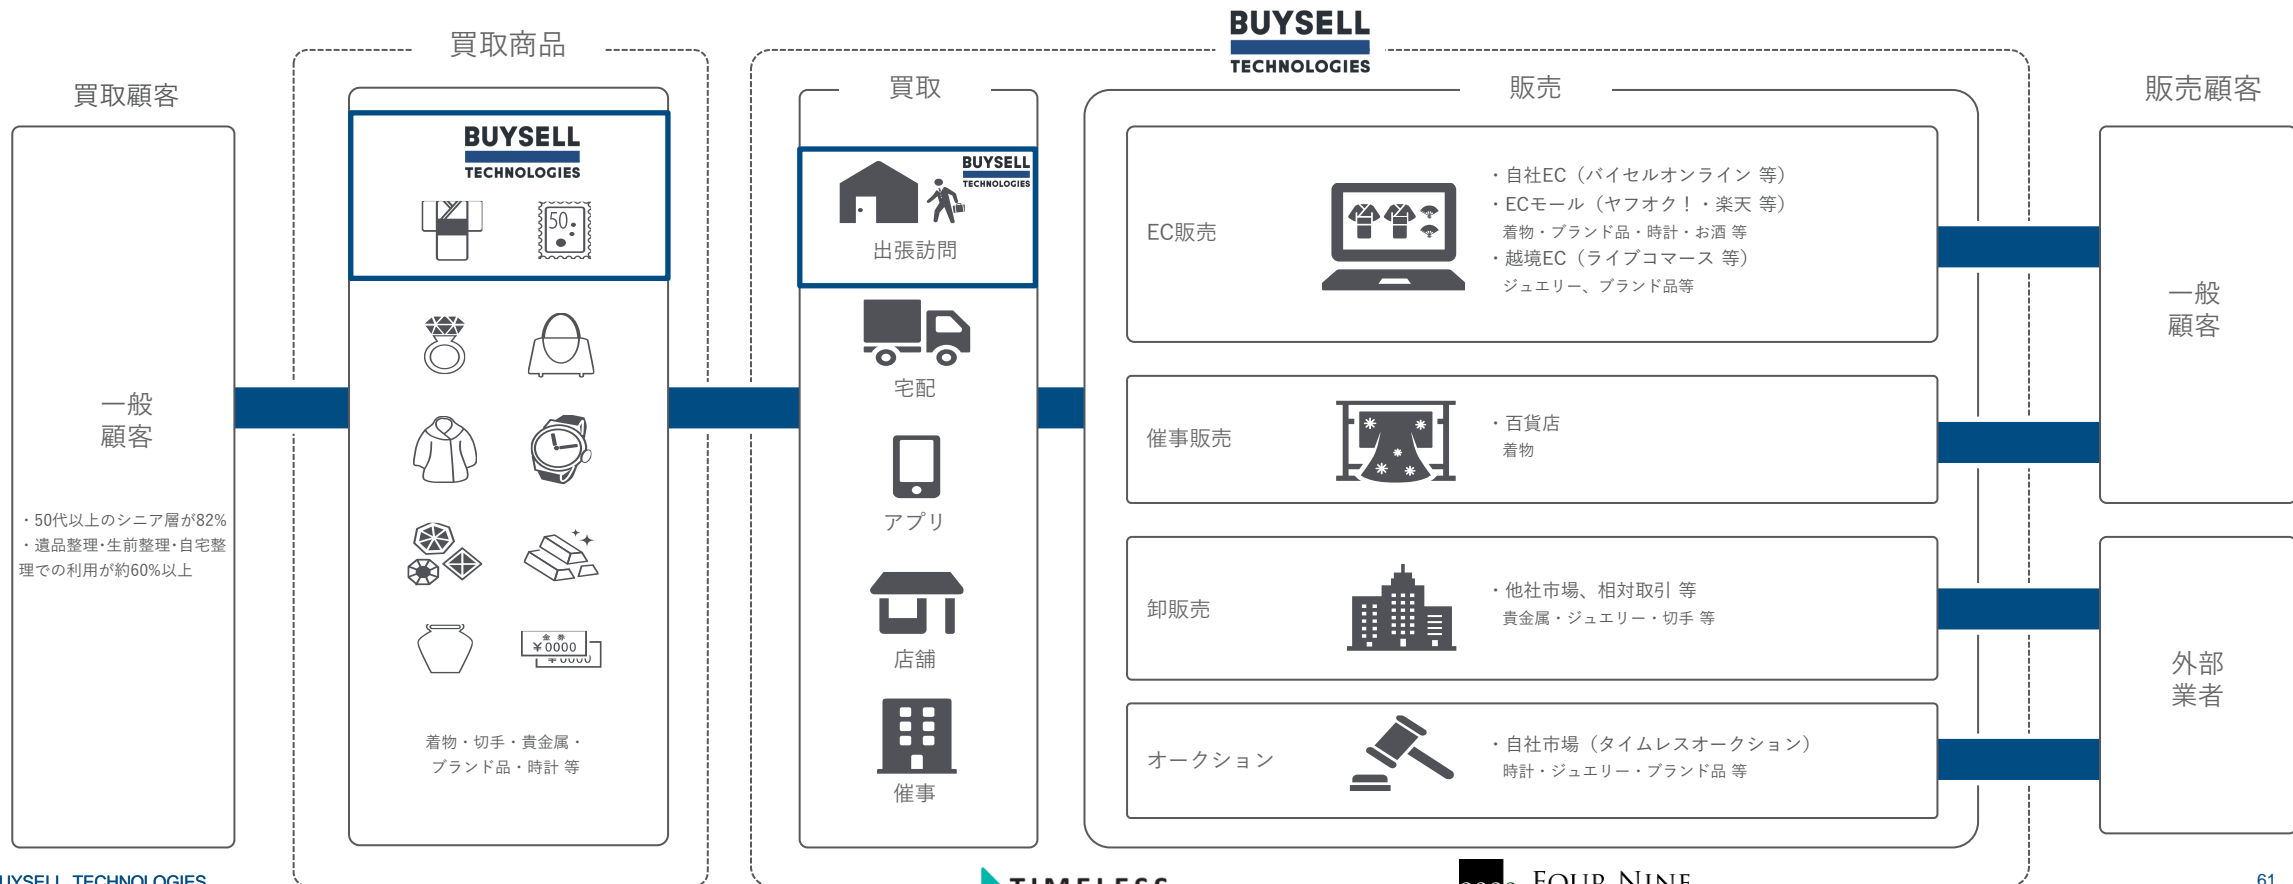 BUYSELL
TECHNOLOGIES
買取商品
買取顧客
一般
顧客
・50代以上のシニア層が82%
・遺品整理・生前整理・自宅整
理での利用が約60%以上
BUYSELL
TECHNOLOGIES
50
金 券
¥0000
¥0000
着物・切手・貴金属・
ブランド品・時計 等
買取
BUYSELL
TECHNOLOGIES
出張訪問
宅配
アプリ
店舗
催事
販売
EC販売
・自社EC（バイセルオンライン 等）
・ECモール（ヤフオク！・楽天 等）
着物・ブランド品・時計・お酒 等
・越境EC（ライブコマース 等）
ジュエリー、ブランド品等
催事販売
・百貨店
着物
卸販売
・他社市場、相対取引 等
貴金属・ジュエリー・切手 等
オークション
・自社市場（タイムレスオークション）
時計・ジュエリー・ブランド品 等
販売顧客
一般
顧客
外部
業者
BUYSELL TECHNOLOGIES
TIMELESS
FOUR NINE
61